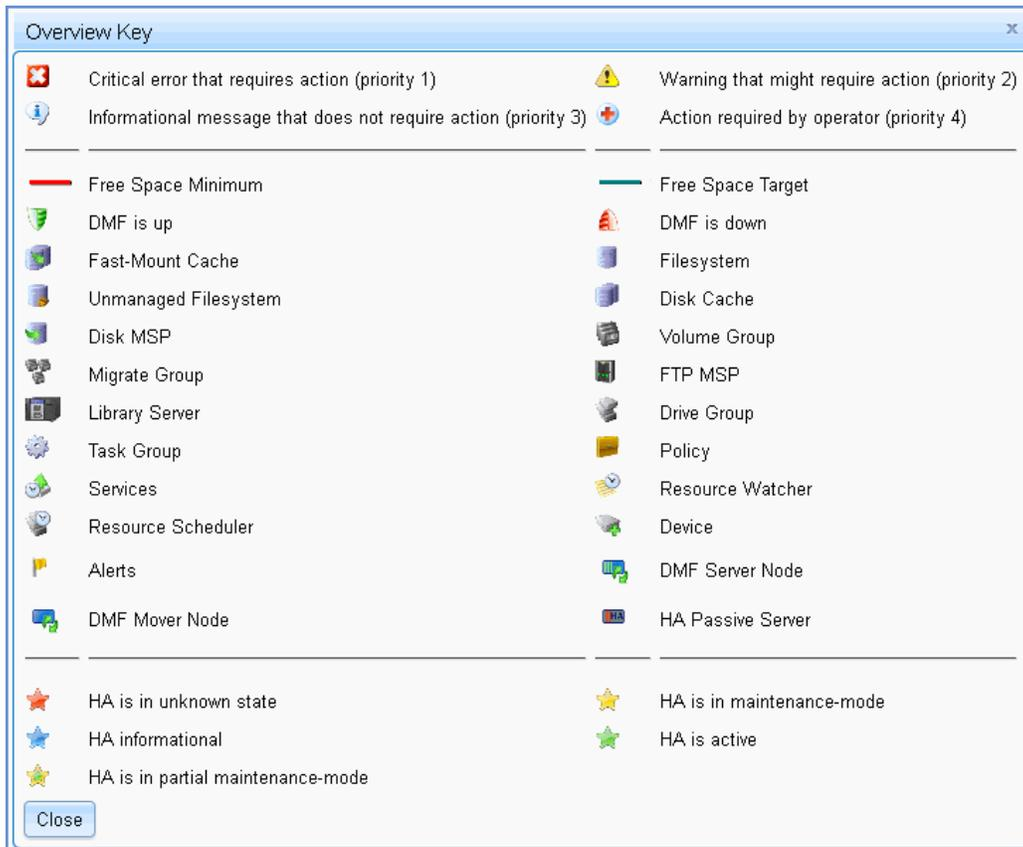 Overview Key
x
Critical error that requires action (priority 1)
Warning that might require action (priority 2)
Informational message that does not require action (priority 3)
Action required by operator (priority 4)
Free Space Minimum
Free Space Target
DMF is up
DMF is down
Fast-Mount Cache
Filesystem
Unmanaged Filesystem
Disk Cache
Disk MSP
Volume Group
Migrate Group
FTP MSP
Library Server
Drive Group
Task Group
Policy
Services
Resource Watcher
Resource Scheduler
Device
Alerts
DMF Server Node
DMF Mover Node
HA
HA Passive Server
HA is in unknown state
HA is in maintenance-mode
HA informational
HA is active
HA is in partial maintenance-mode
Close